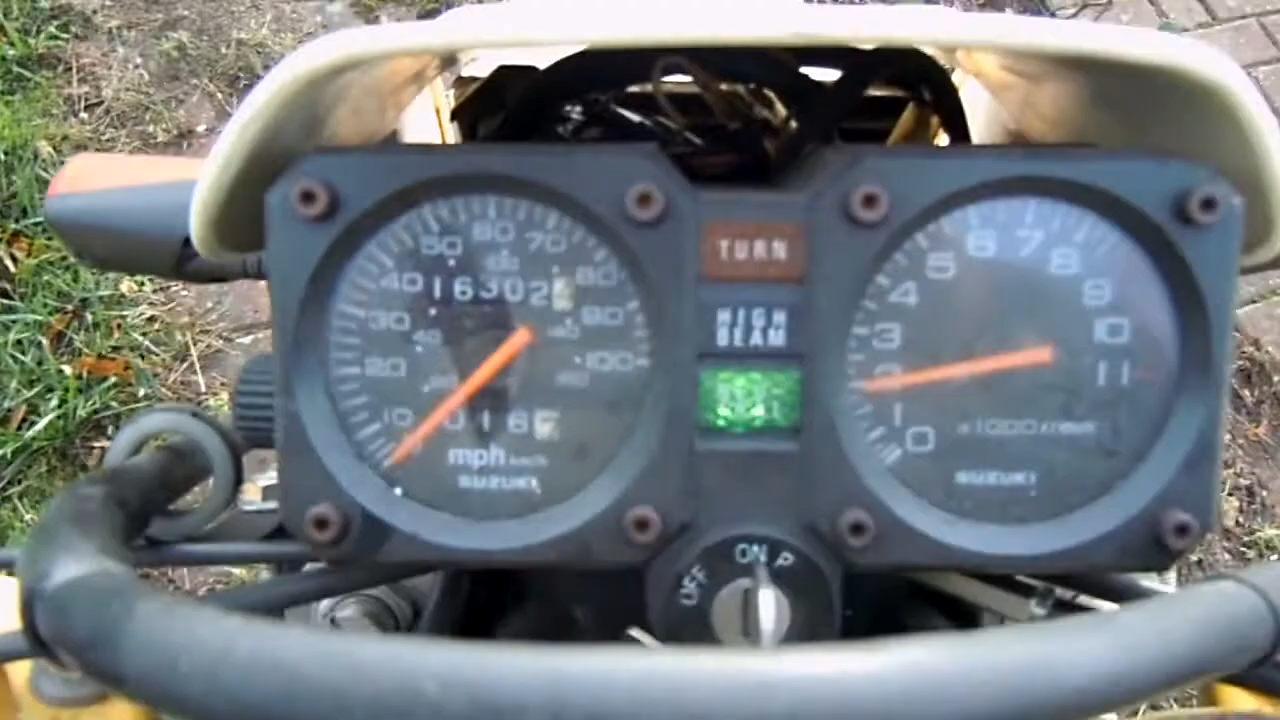 50 60 70
40 80
16302
30 90
20 100
10
016
mph km/h
SUZUKI
TURN
HIGH
BEAM
5 6 7 8
4 9
3 10
2 11
1
0
x1000 r/min
SUZUKI
OFF ON P